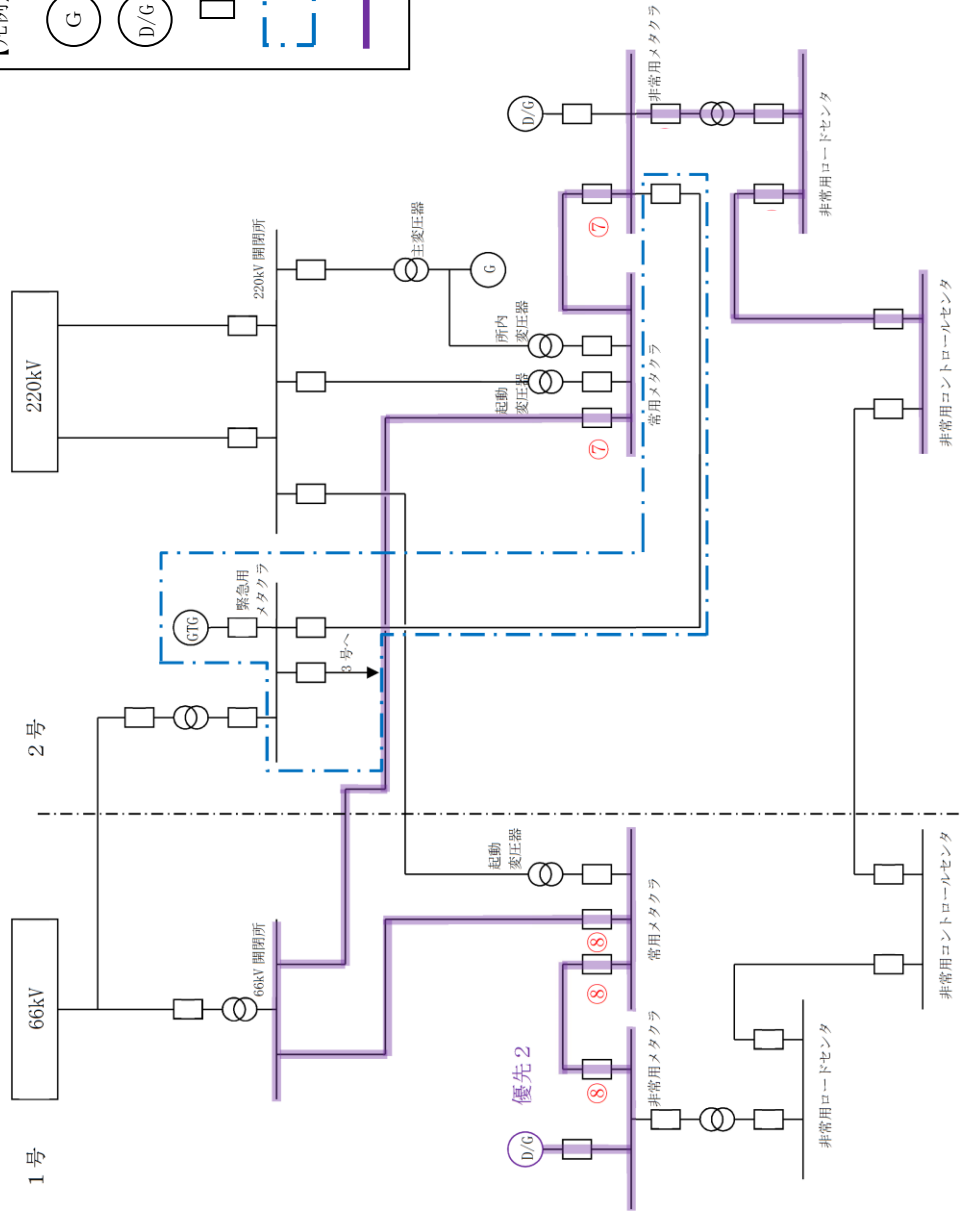 1号
2号
66kV
220kV
66kV 開閉所
220kV 開閉所
緊急用
メタクラ
GTG
3号へ
起動
変圧器
主変圧器
G
所内
変圧器
起動
変圧器
⑦
⑦
常用メタクラ
D/G
非常用メタクラ
非常用ロードセンタ
非常用コントロールセンタ
優先2
D/G
⑧
⑧
⑧
非常用メタクラ
常用メタクラ
非常用ロードセンタ
非常用コントロールセンタ
G
D/G